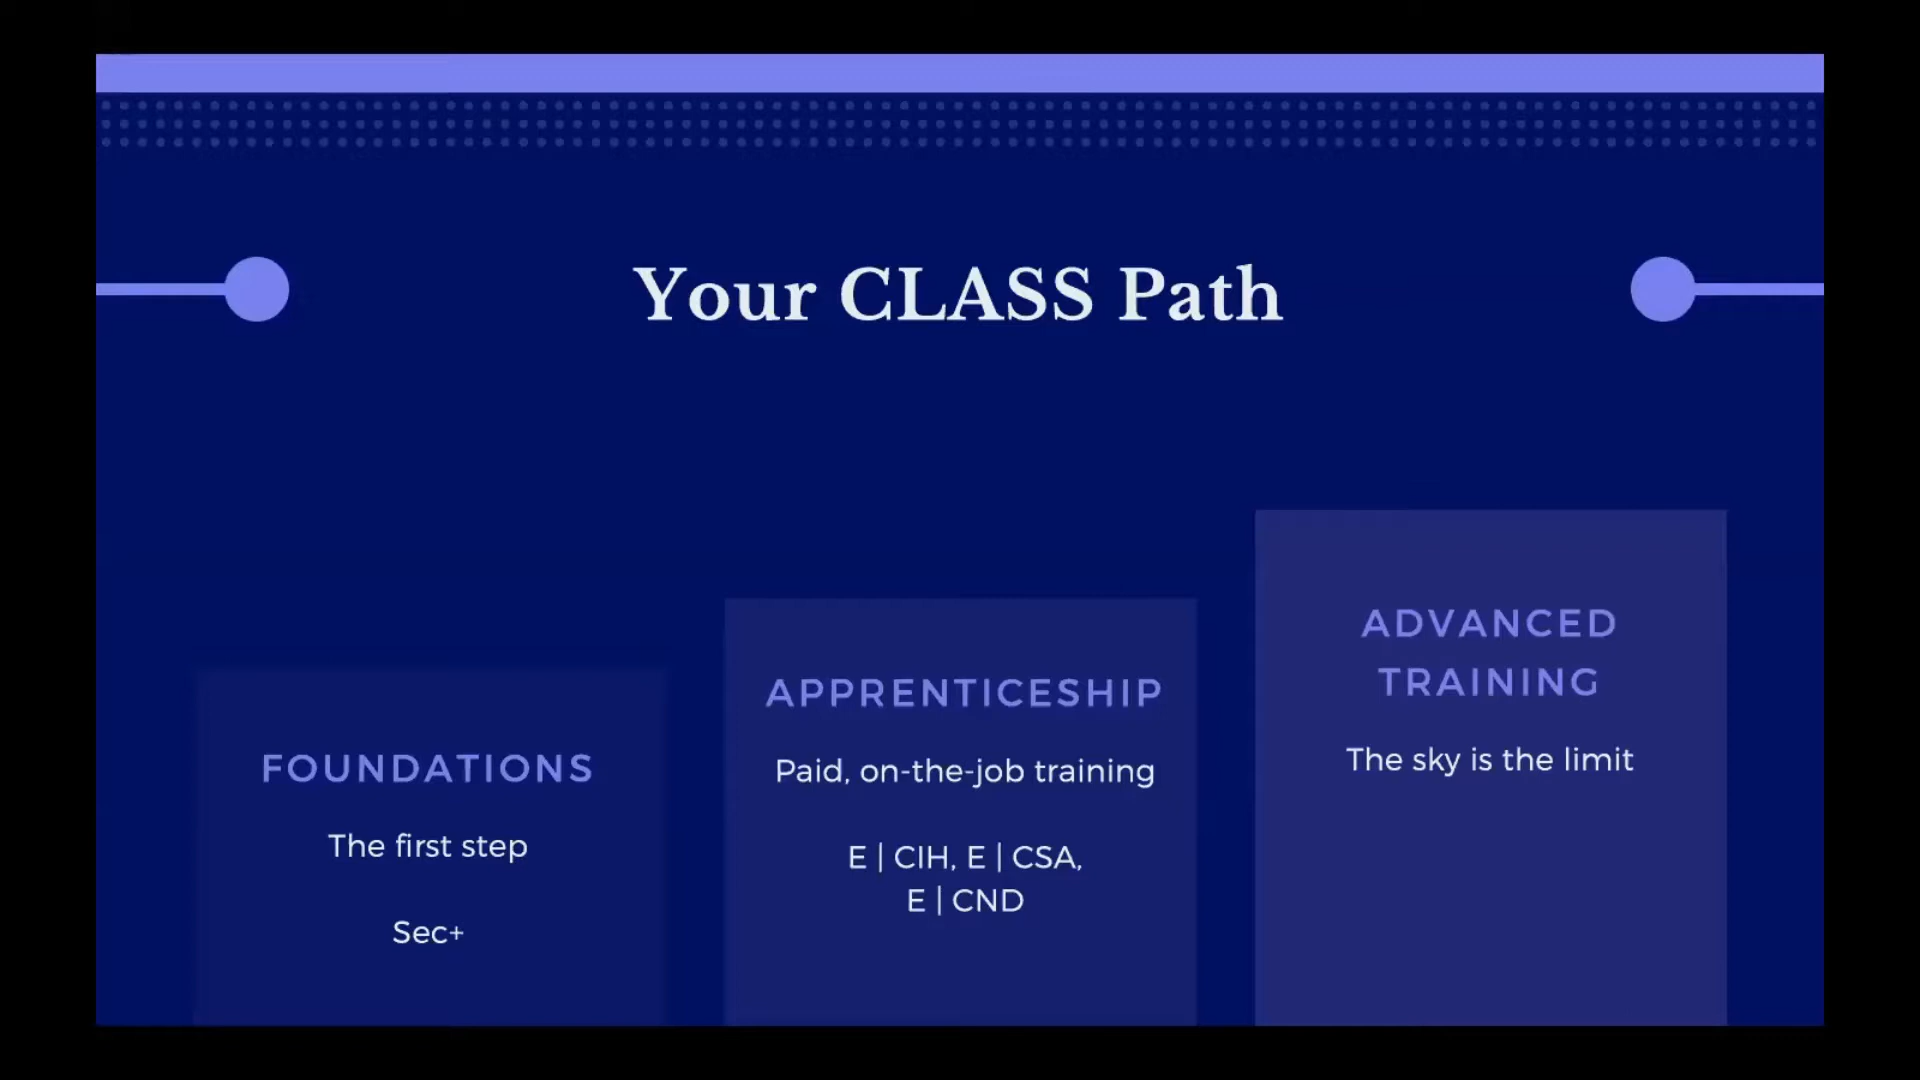 Your CLASS Path
FOUNDATIONS
The first step
Sec+
APPRENTICESHIP
Paid, on-the-job training
E | CIH, E | CSA,
E | CND
ADVANCED
TRAINING
The sky is the limit